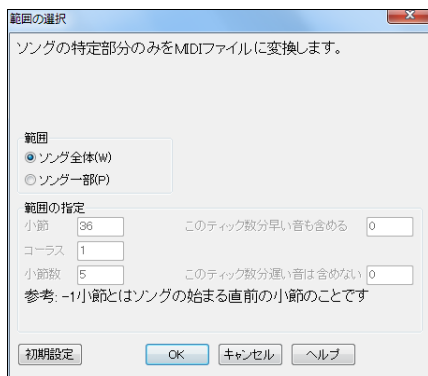 範囲の選択
ソングの特定部分のみをMIDIファイルに変換します。
範囲
ソング全体(W)
ソング一部(P)
範囲の指定
小節 36 このティック数分早い音も含める 0
コーラス 1
小節数 5 このティック数分遅い音は含めない 0
参考: -1小節とはソングの始まる直前の小節のことです
初期設定 OK キャンセル ヘルプ